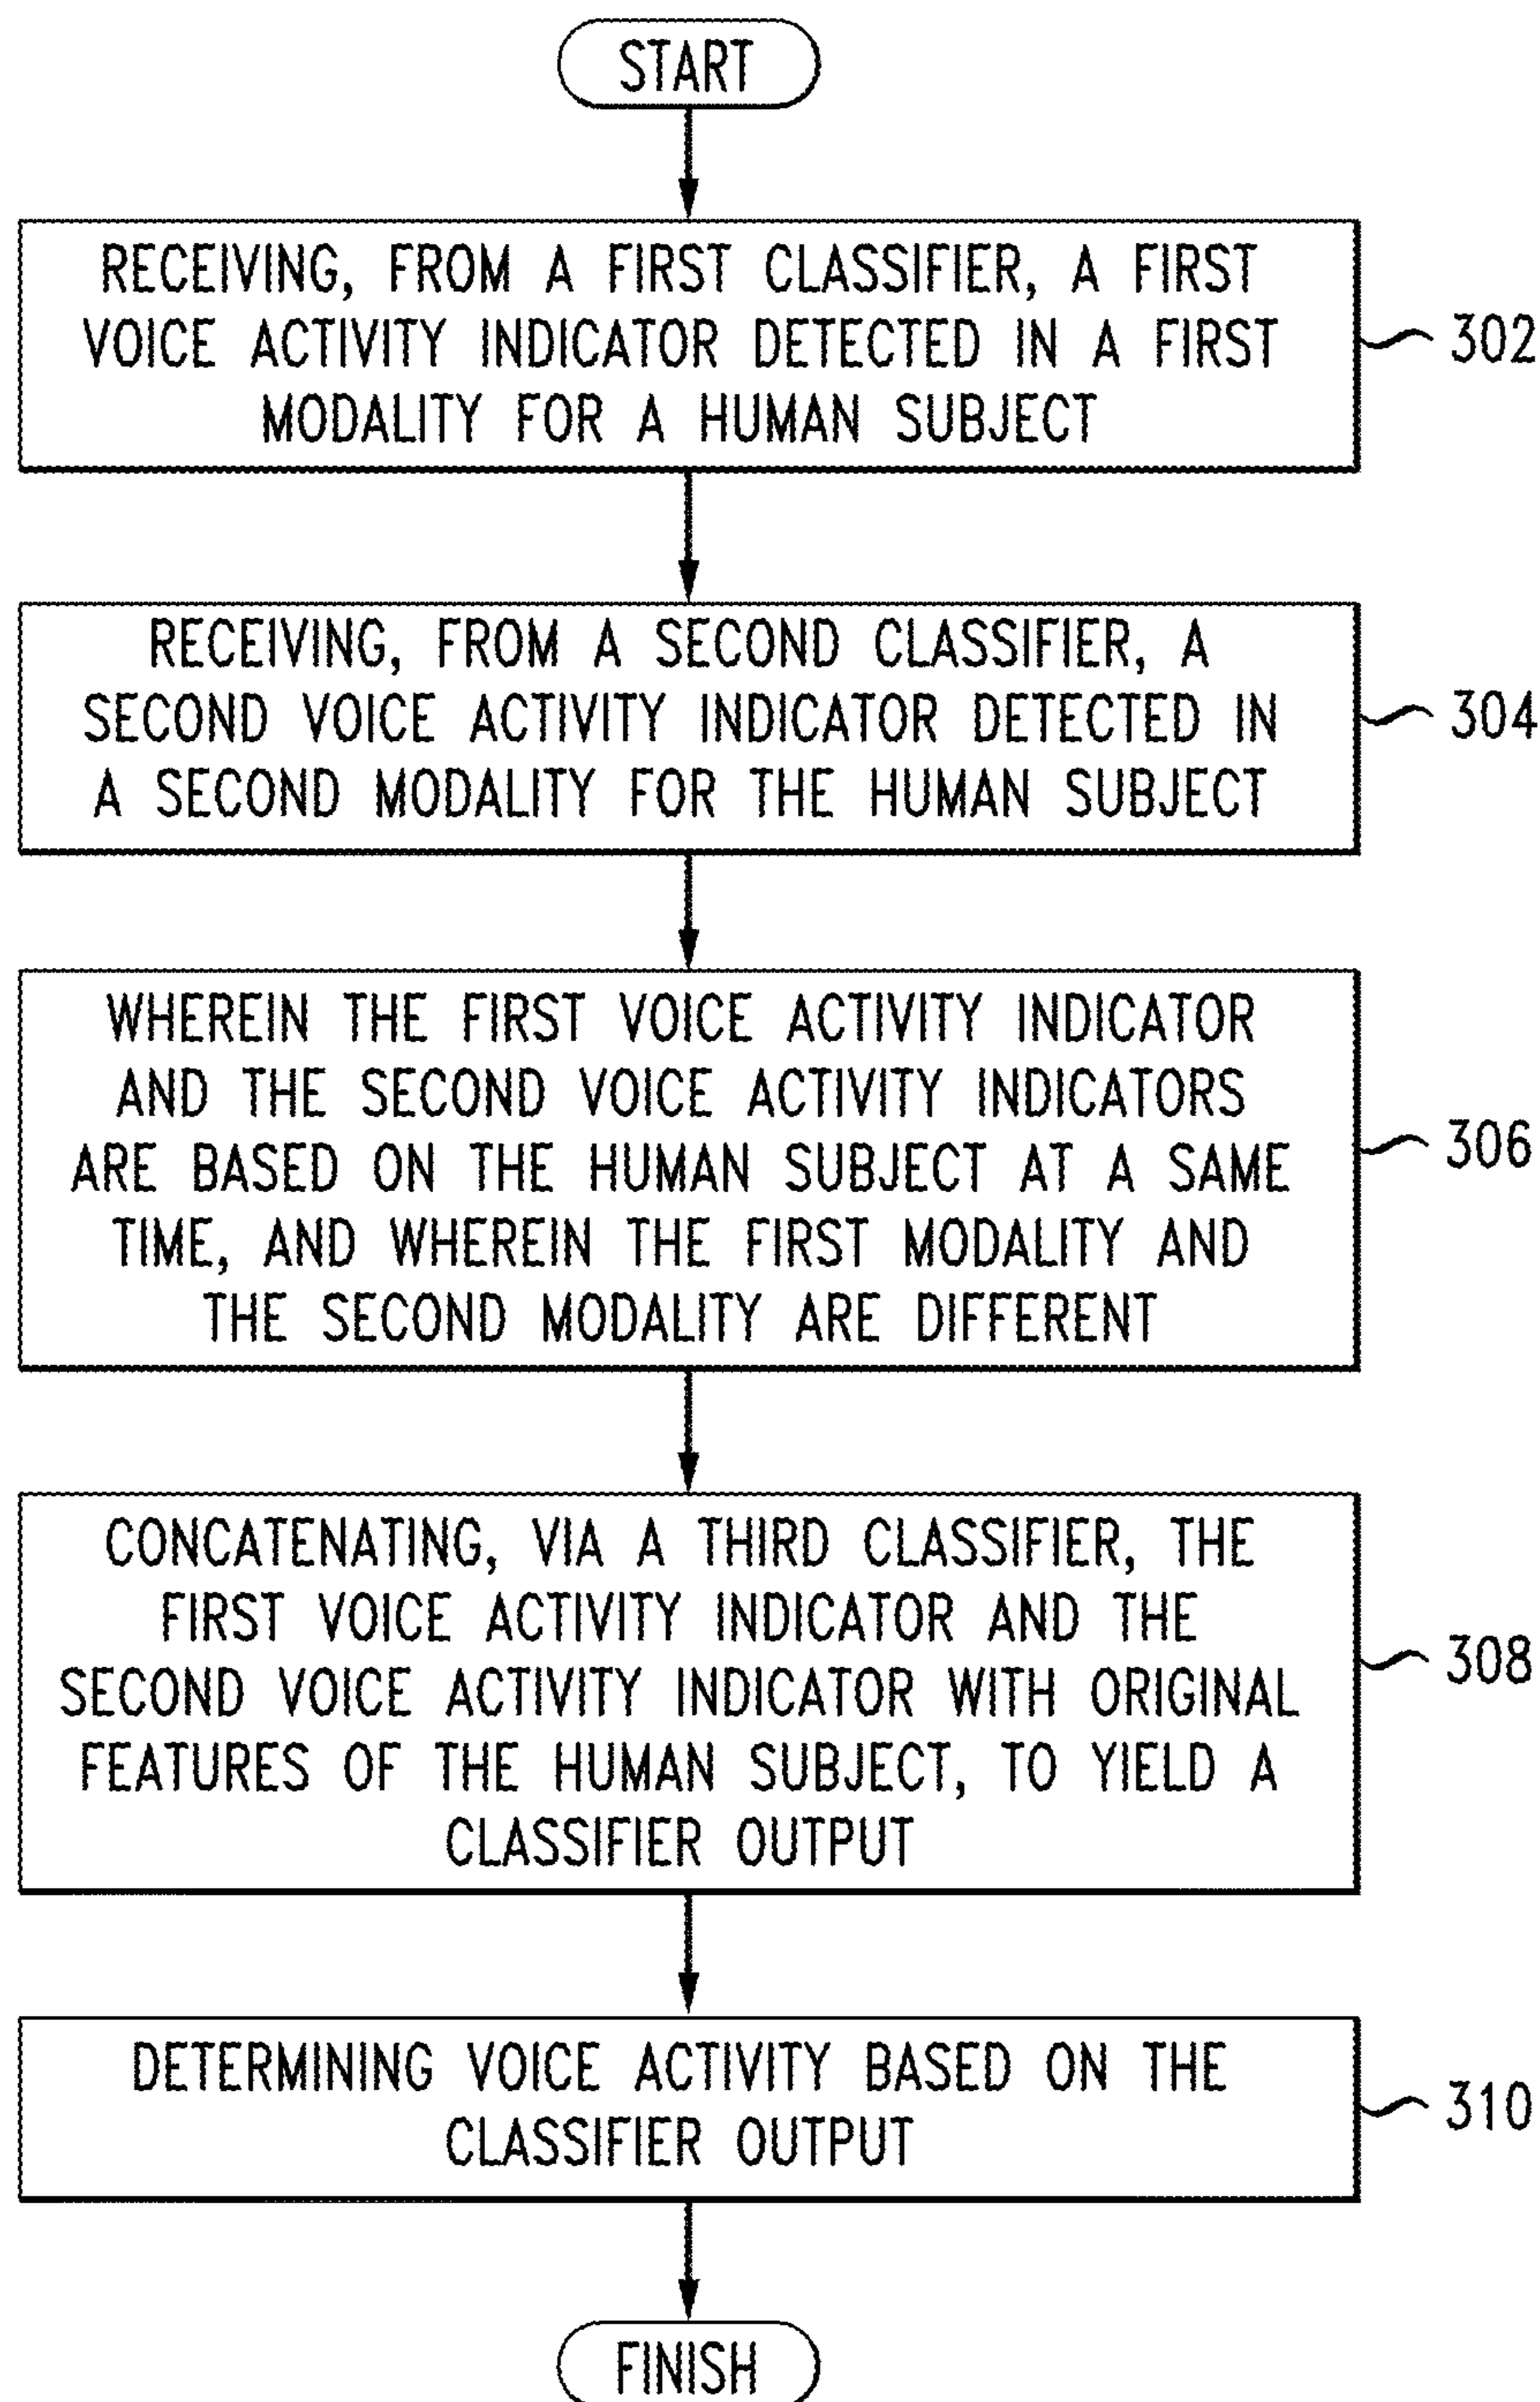 START
RECEIVING, FROM A FIRST CLASSIFIER, A FIRST
VOICE ACTIVITY INDICATOR DETECTED IN A FIRST
MODALITY FOR A HUMAN SUBJECT
302
RECEIVING, FROM A SECOND CLASSIFIER, A
SECOND VOICE ACTIVITY INDICATOR DETECTED IN
A SECOND MODALITY FOR THE HUMAN SUBJECT
304
WHEREIN THE FIRST VOICE ACTIVITY INDICATOR
AND THE SECOND VOICE ACTIVITY INDICATORS
ARE BASED ON THE HUMAN SUBJECT AT A SAME
TIME, AND WHEREIN THE FIRST MODALITY AND
THE SECOND MODALITY ARE DIFFERENT
306
CONCATENATING, VIA A THIRD CLASSIFIER, THE
FIRST VOICE ACTIVITY INDICATOR AND THE
SECOND VOICE ACTIVITY INDICATOR WITH ORIGINAL
FEATURES OF THE HUMAN SUBJECT, TO YIELD A
CLASSIFIER OUTPUT
308
DETERMINING VOICE ACTIVITY BASED ON THE
CLASSIFIER OUTPUT
310
FINISH